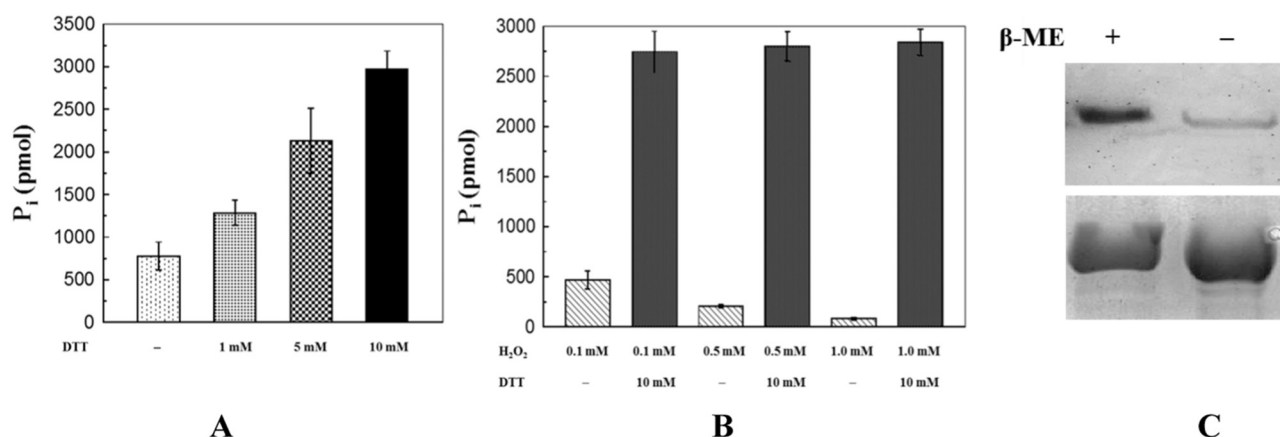 3500
3000
2500
2000
1500
1000
500
0
P_i (pmol)
DTT – 1 mM 5 mM 10 mM
A
3000
2500
2000
1500
1000
500
0
P_i (pmol)
H₂O₂ 0.1 mM 0.1 mM 0.5 mM 0.5 mM 1.0 mM 1.0 mM
DTT – 10 mM – 10 mM – 10 mM
B
β-ME + –
C